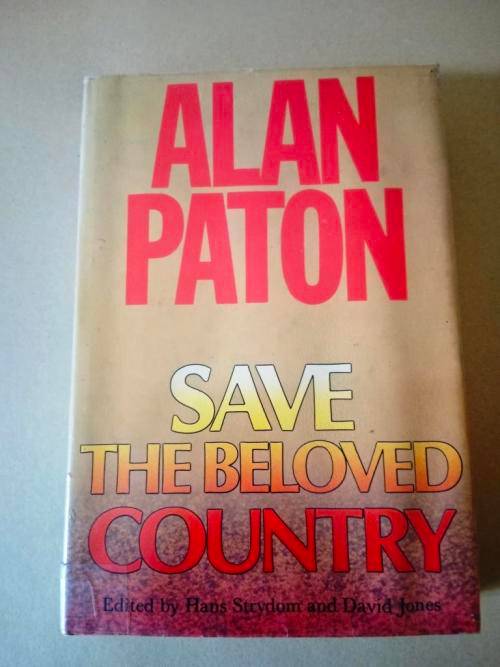 ALAN
PATON
SAVE
THE BELOVED
COUNTRY
Edited by Hans Strydom and David Jones